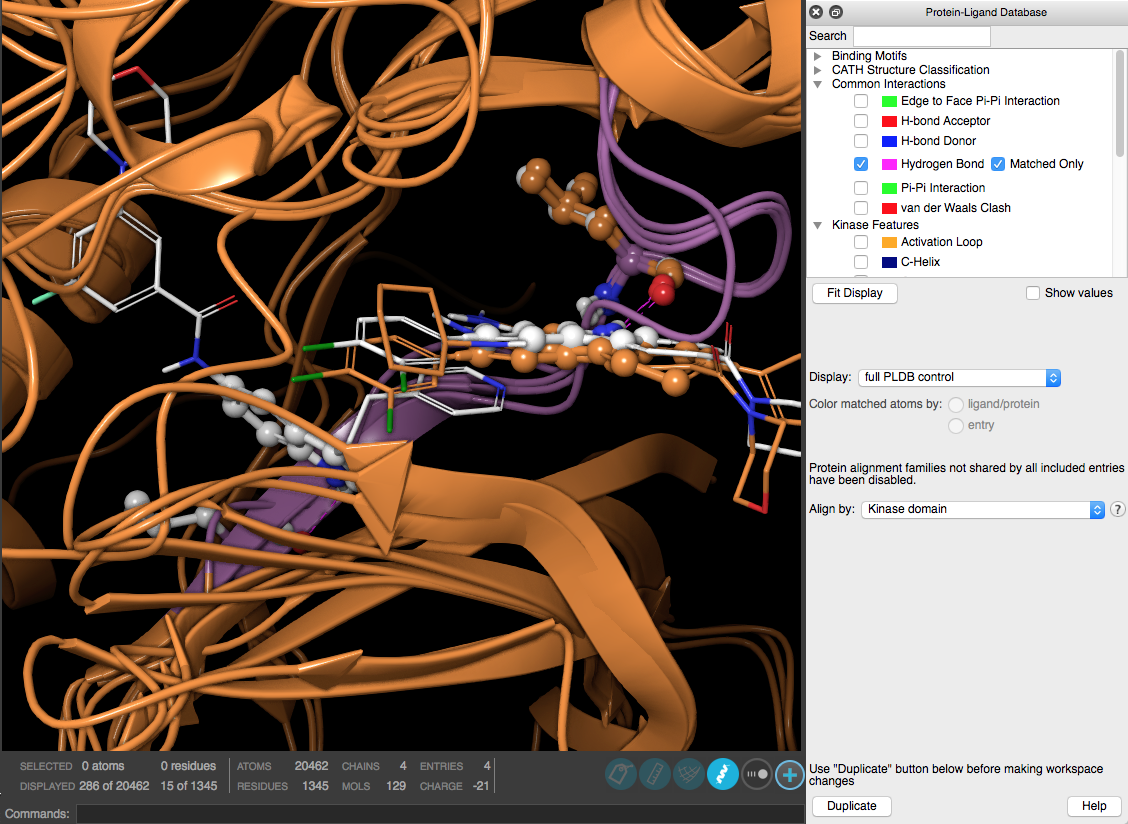 Protein-Ligand Database
Search
Binding Motifs
CATH Structure Classification
Common Interactions
Edge to Face Pi-Pi Interaction
H-bond Acceptor
H-bond Donor
Hydrogen Bond Matched Only
Pi-Pi Interaction
van der Waals Clash
Kinase Features
Activation Loop
C-Helix
Fit Display Show values
Display: full PLDB control
Color matched atoms by: ligand/protein
entry
Protein alignment families not shared by all included entries
have been disabled.
Align by: Kinase domain ?
SELECTED 0 atoms 0 residues ATOMS 20462 CHAINS 4 ENTRIES 4
DISPLAYED 286 of 20462 15 of 1345 RESIDUES 1345 MOLS 129 CHARGE -21
Use "Duplicate" button below before making workspace
changes
Duplicate Help
Commands: